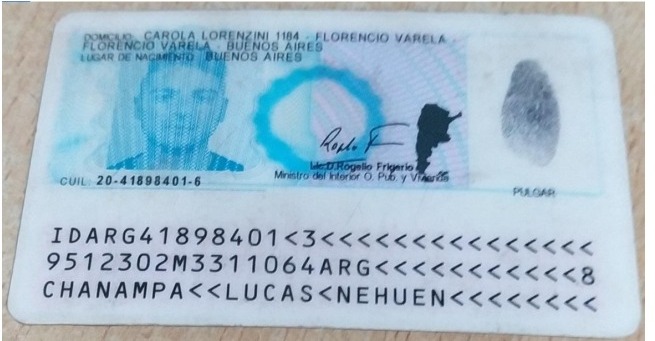 DOMICILIO: CAROLA LORENZINI 1184 - FLORENCIO VARELA
FLORENCIO VARELA - BUENOS AIRES
LUGAR DE NACIMIENTO: BUENOS AIRES
Lic. D. Rogelio Frigerio
Ministro del Interior O. Pub. y Vivienda
CUIL: 20-41898401-6
PULGAR
IDARG41898401<3<<<<<<<<<<<<<<<
9512302M3311064ARG<<<<<<<<<<<8
CHANAMPA<<LUCAS<NEHUEN<<<<<<<<